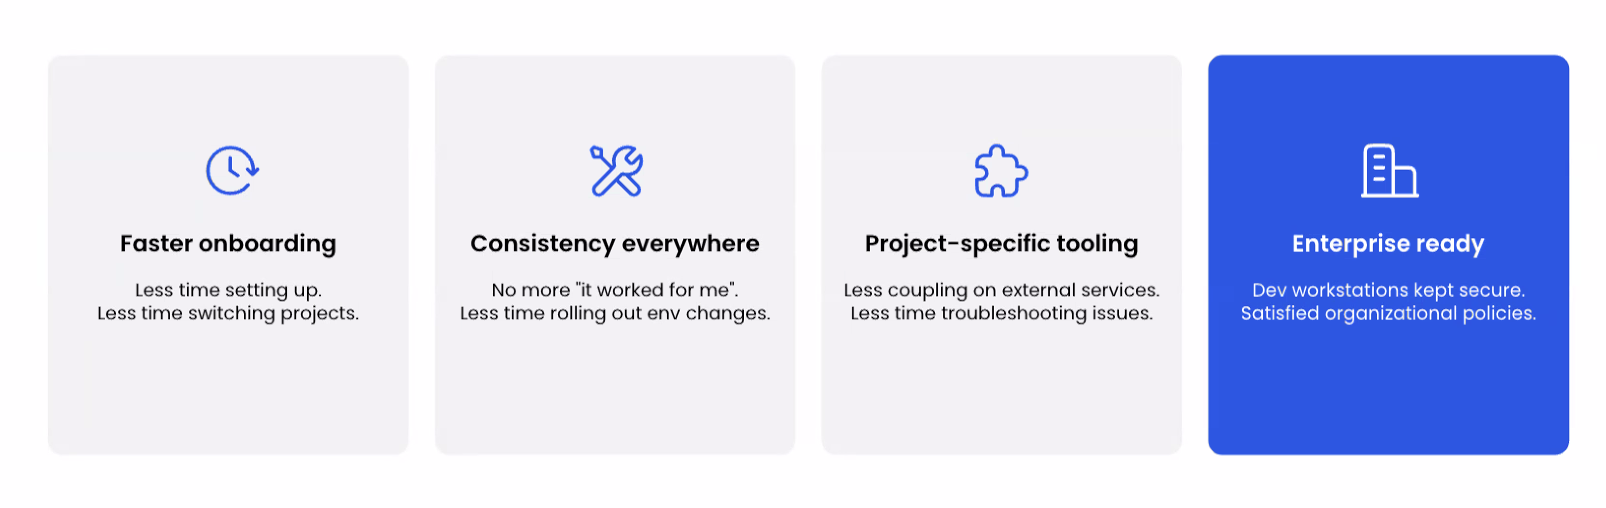 Faster onboarding
Less time setting up.
Less time switching projects.
Consistency everywhere
No more "it worked for me".
Less time rolling out env changes.
Project-specific tooling
Less coupling on external services.
Less time troubleshooting issues.
Enterprise ready
Dev workstations kept secure.
Satisfied organizational policies.